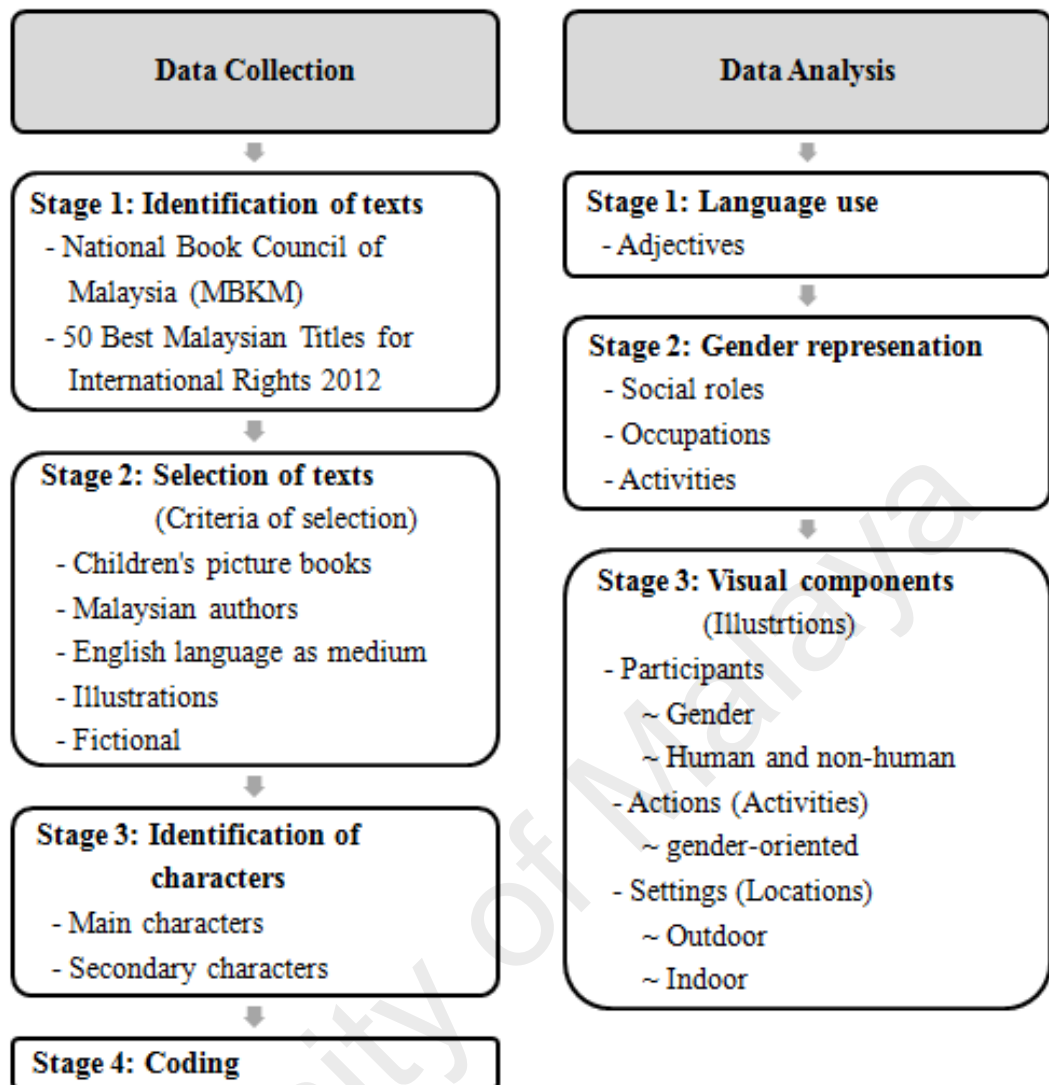 Data Collection
Stage 1: Identification of texts
- National Book Council of
Malaysia (MBKM)
- 50 Best Malaysian Titles for
International Rights 2012
Stage 2: Selection of texts
(Criteria of selection)
- Children's picture books
- Malaysian authors
- English language as medium
- Illustrations
- Fictional
Stage 3: Identification of
characters
- Main characters
- Secondary characters
Stage 4: Coding
Data Analysis
Stage 1: Language use
- Adjectives
Stage 2: Gender represenation
- Social roles
- Occupations
- Activities
Stage 3: Visual components
(Illustrtions)
- Participants
~ Gender
~ Human and non-human
- Actions (Activities)
~ gender-oriented
- Settings (Locations)
~ Outdoor
~ Indoor
of Malaya